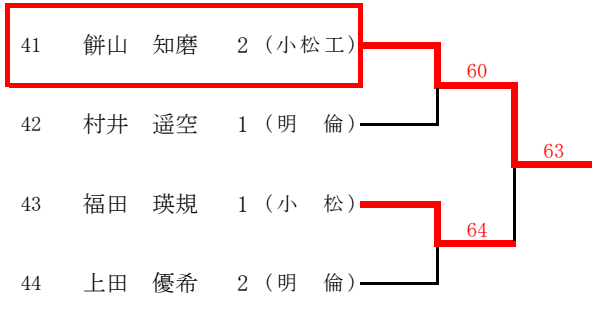 41 餅山 知磨 2 (小松工)
60
42 村井 遥空 1 (明 倫)
63
43 福田 瑛規 1 (小 松)
64
44 上田 優希 2 (明 倫)